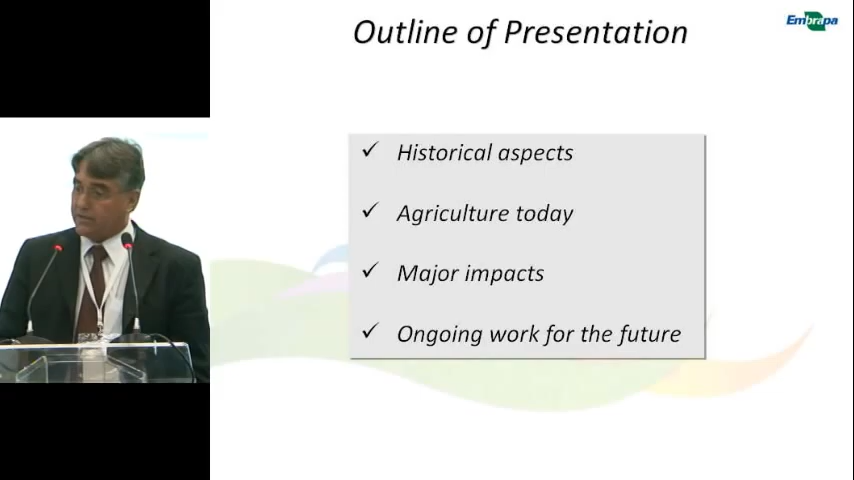 Outline of Presentation
Embrapa
✓ Historical aspects
✓ Agriculture today
✓ Major impacts
✓ Ongoing work for the future